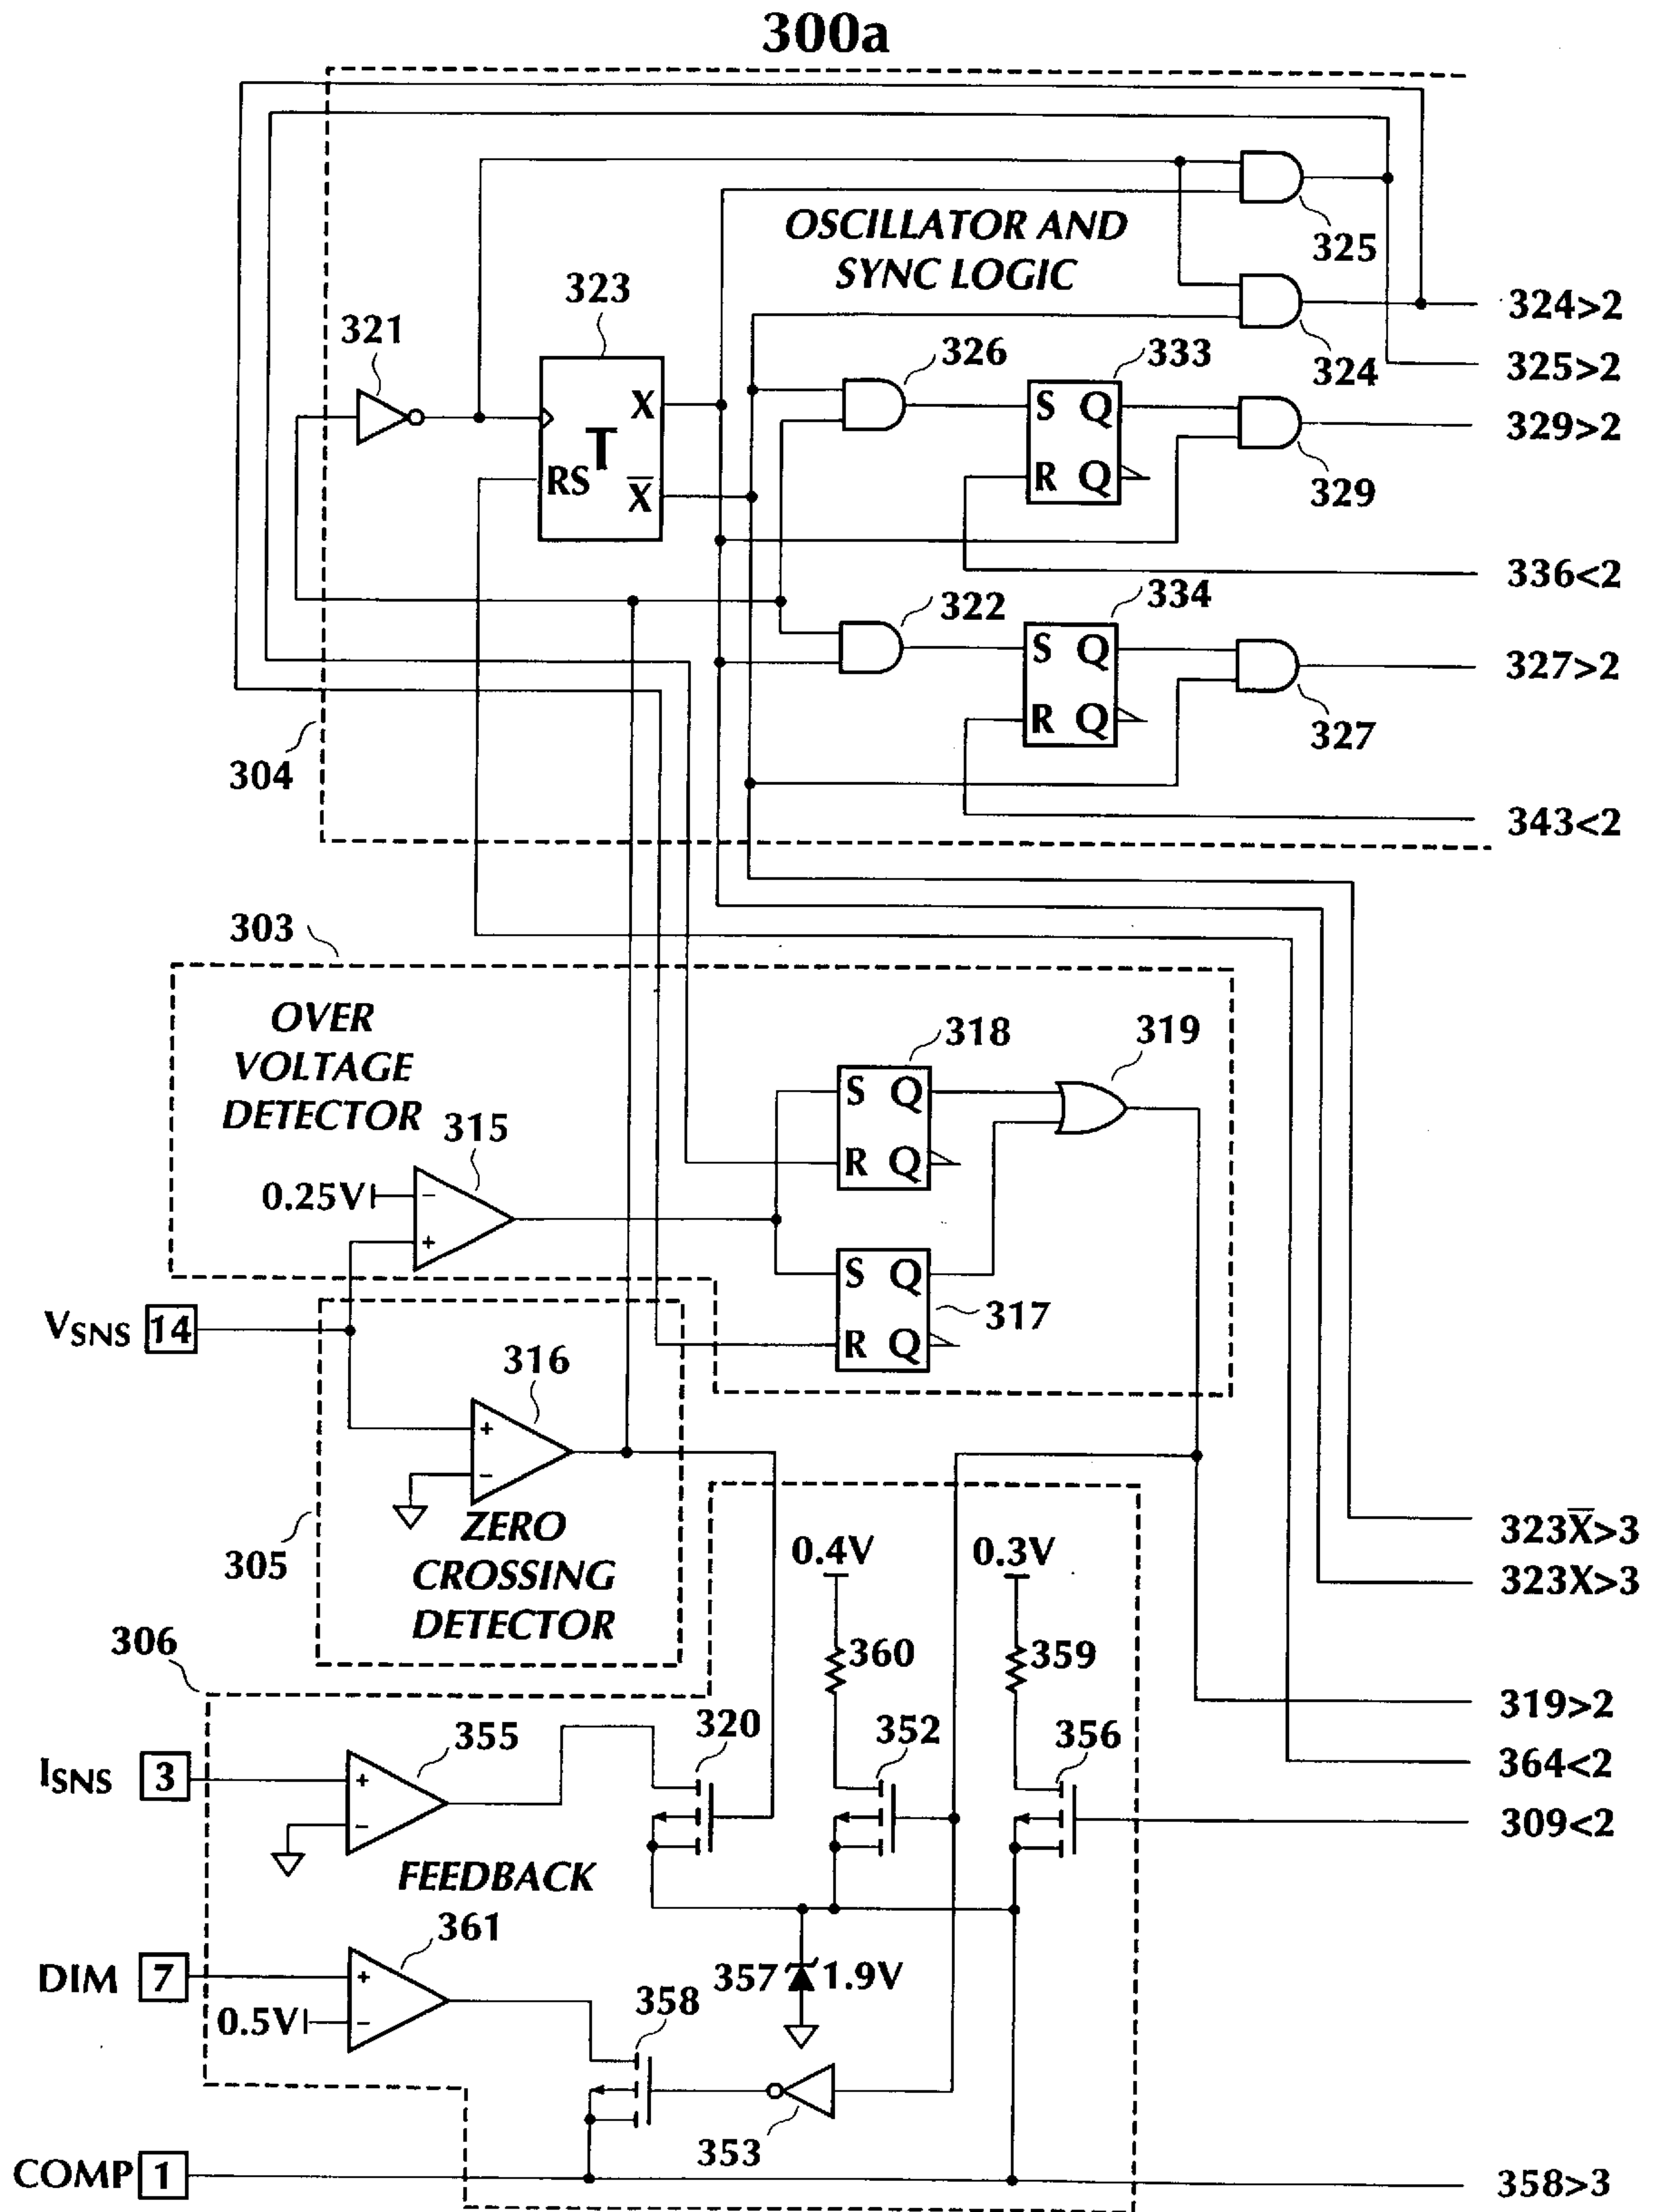 300a
OSCILLATOR AND
SYNC LOGIC
325
324
324>2
325>2
321
323
X
T
RS
X̅
326
333
S Q
R Q
329
329>2
336<2
322
334
S Q
R Q
327
327>2
343<2
304
303
OVER
VOLTAGE
DETECTOR
315
0.25V
−
+
318
S Q
R Q
319
S Q
R Q
317
VSNS 14
316
+
−
305
ZERO
CROSSING
DETECTOR
323X̅>3
323X>3
0.4V
0.3V
360
359
306
319>2
364<2
309<2
ISNS 3
355
+
−
320
352
356
FEEDBACK
DIM 7
361
+
0.5V
−
357
1.9V
358
353
COMP 1
358>3